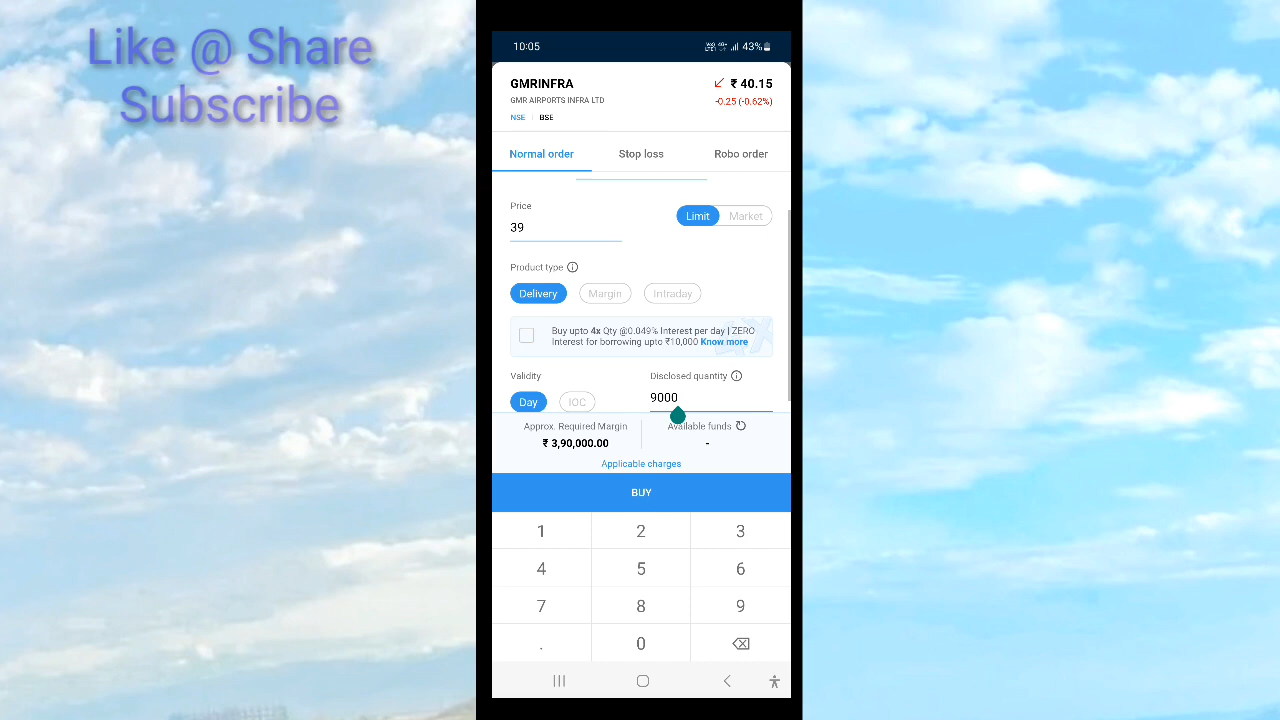 Like @ Share
Subscribe
10:05
43%
GMRINFRA
₹ 40.15
GMR AIRPORTS INFRA LTD
-0.25 (-0.62%)
NSE BSE
Normal order
Stop loss
Robo order
Price
39
Limit
Market
Product type
Delivery
Margin
Intraday
Buy upto 4x Qty @0.049% Interest per day | ZERO
Interest for borrowing upto ₹10,000 Know more
Validity
Disclosed quantity
Day
IOC
9000
Approx. Required Margin
Available funds
₹ 3,90,000.00
-
Applicable charges
BUY
1 2 3
4 5 6
7 8 9
. 0